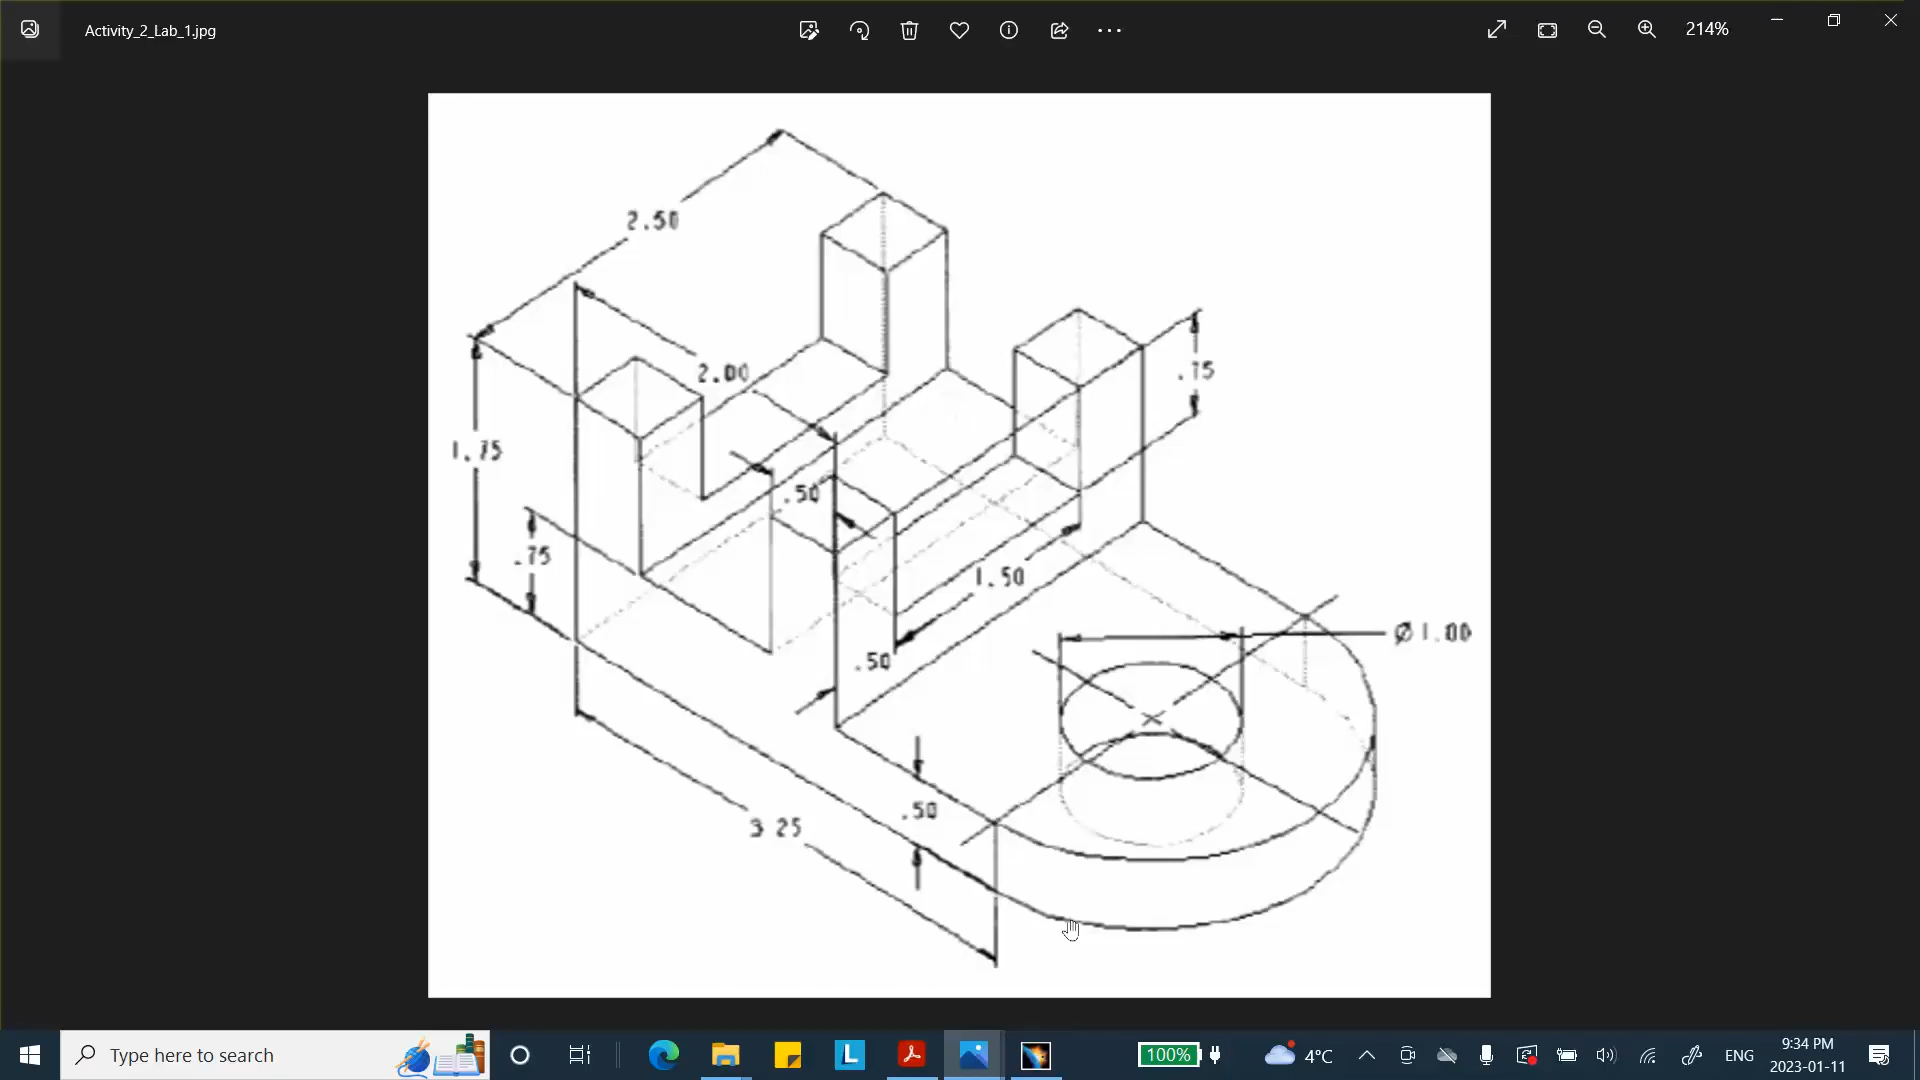 Activity_2_Lab_1.jpg
214%
2.50
2.00
.75
1.75
.50
.75
1.50
Ø 1.00
.50
.50
3 25
Type here to search
L
100%
4°C
ENG
9:34 PM
2023-01-11